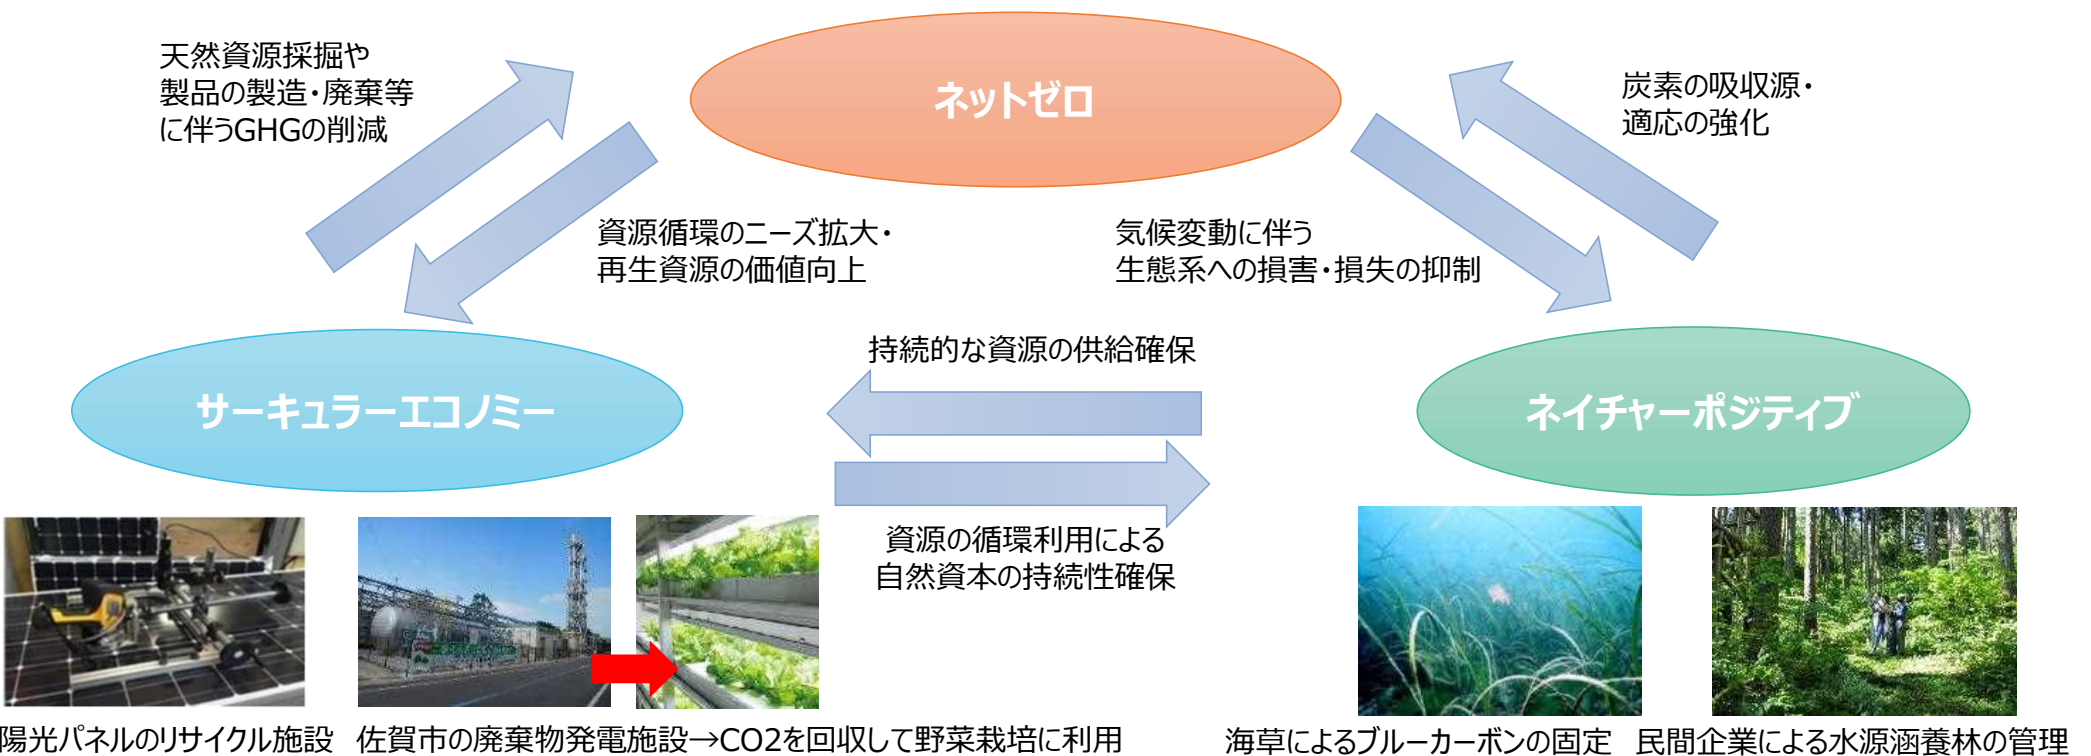 ネットゼロ
天然資源採掘や
製品の製造・廃棄等
に伴うGHGの削減
炭素の吸収源・
適応の強化
資源循環のニーズ拡大・
再生資源の価値向上
気候変動に伴う
生態系への損害・損失の抑制
持続的な資源の供給確保
サーキュラーエコノミー
ネイチャーポジティブ
資源の循環利用による
自然資本の持続性確保
陽光パネルのリサイクル施設
佐賀市の廃棄物発電施設→CO2を回収して野菜栽培に利用
海草によるブルーカーボンの固定
民間企業による水源涵養林の管理